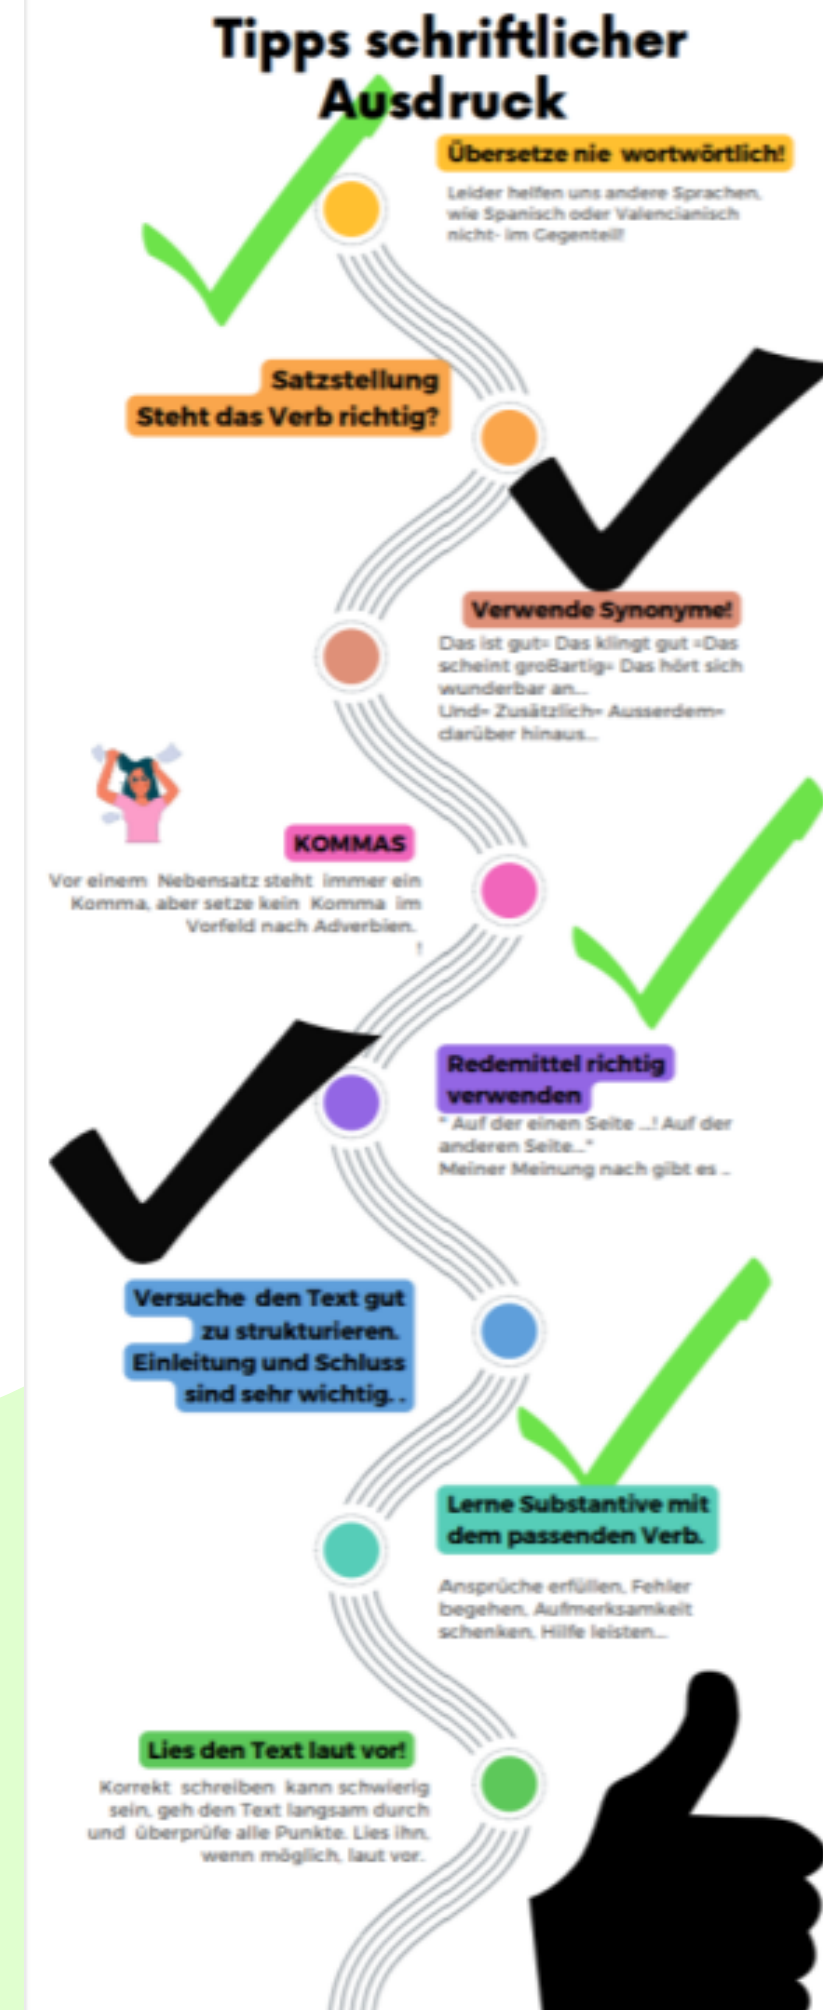 Tipps schriftlicher
Ausdruck
Übersetze nie wortwörtlich!
Leider helfen uns andere Sprachen,
wie Spanisch oder Valencianisch
nicht- im Gegenteil!
Satzstellung
Steht das Verb richtig?
Verwende Synonyme!
Das ist gut= Das klingt gut =Das
scheint großartig= Das hört sich
wunderbar an...
Und= Zusätzlich= Ausserdem=
darüber hinaus...
KOMMAS
Vor einem Nebensatz steht immer ein
Komma, aber setze kein Komma im
Vorfeld nach Adverbien.
!
Redemittel richtig
verwenden
" Auf der einen Seite ...! Auf der
anderen Seite..."
Meiner Meinung nach gibt es ..
Versuche den Text gut
zu strukturieren.
Einleitung und Schluss
sind sehr wichtig. .
Lerne Substantive mit
dem passenden Verb.
Ansprüche erfüllen, Fehler
begehen, Aufmerksamkeit
schenken, Hilfe leisten...
Lies den Text laut vor!
Korrekt schreiben kann schwierig
sein, geh den Text langsam durch
und überprüfe alle Punkte. Lies ihn,
wenn möglich, laut vor.